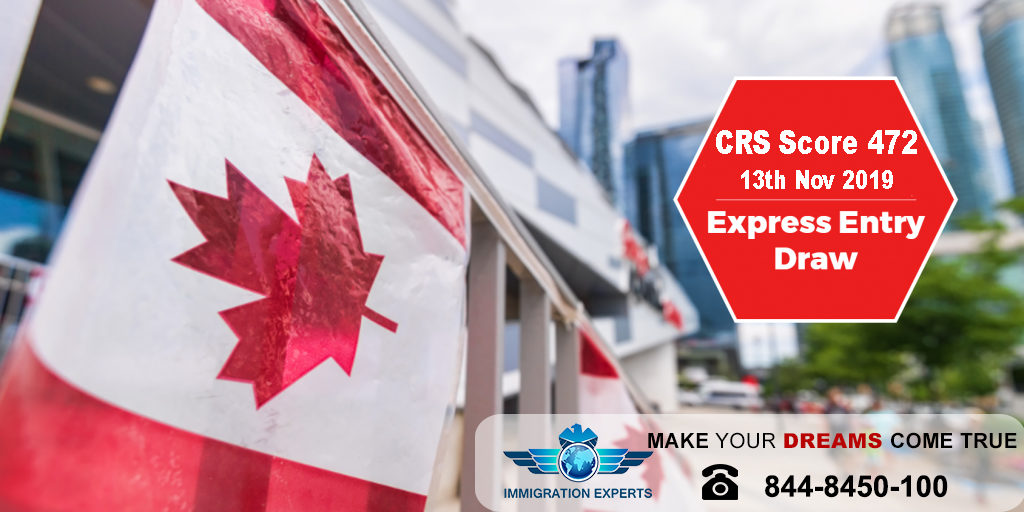 CRS Score 472
13th Nov 2019
Express Entry
Draw
MAKE YOUR DREAMS COME TRUE
IMMIGRATION EXPERTS
844-8450-100